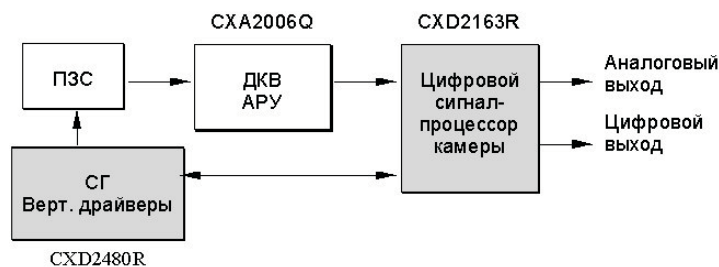 CXA2006Q
CXD2163R
ПЗС
ДКВ
АРУ
Цифровой
сигнал-
процессор
камеры
Аналоговый
выход
Цифровой
выход
СГ
Верт. драйверы
CXD2480R